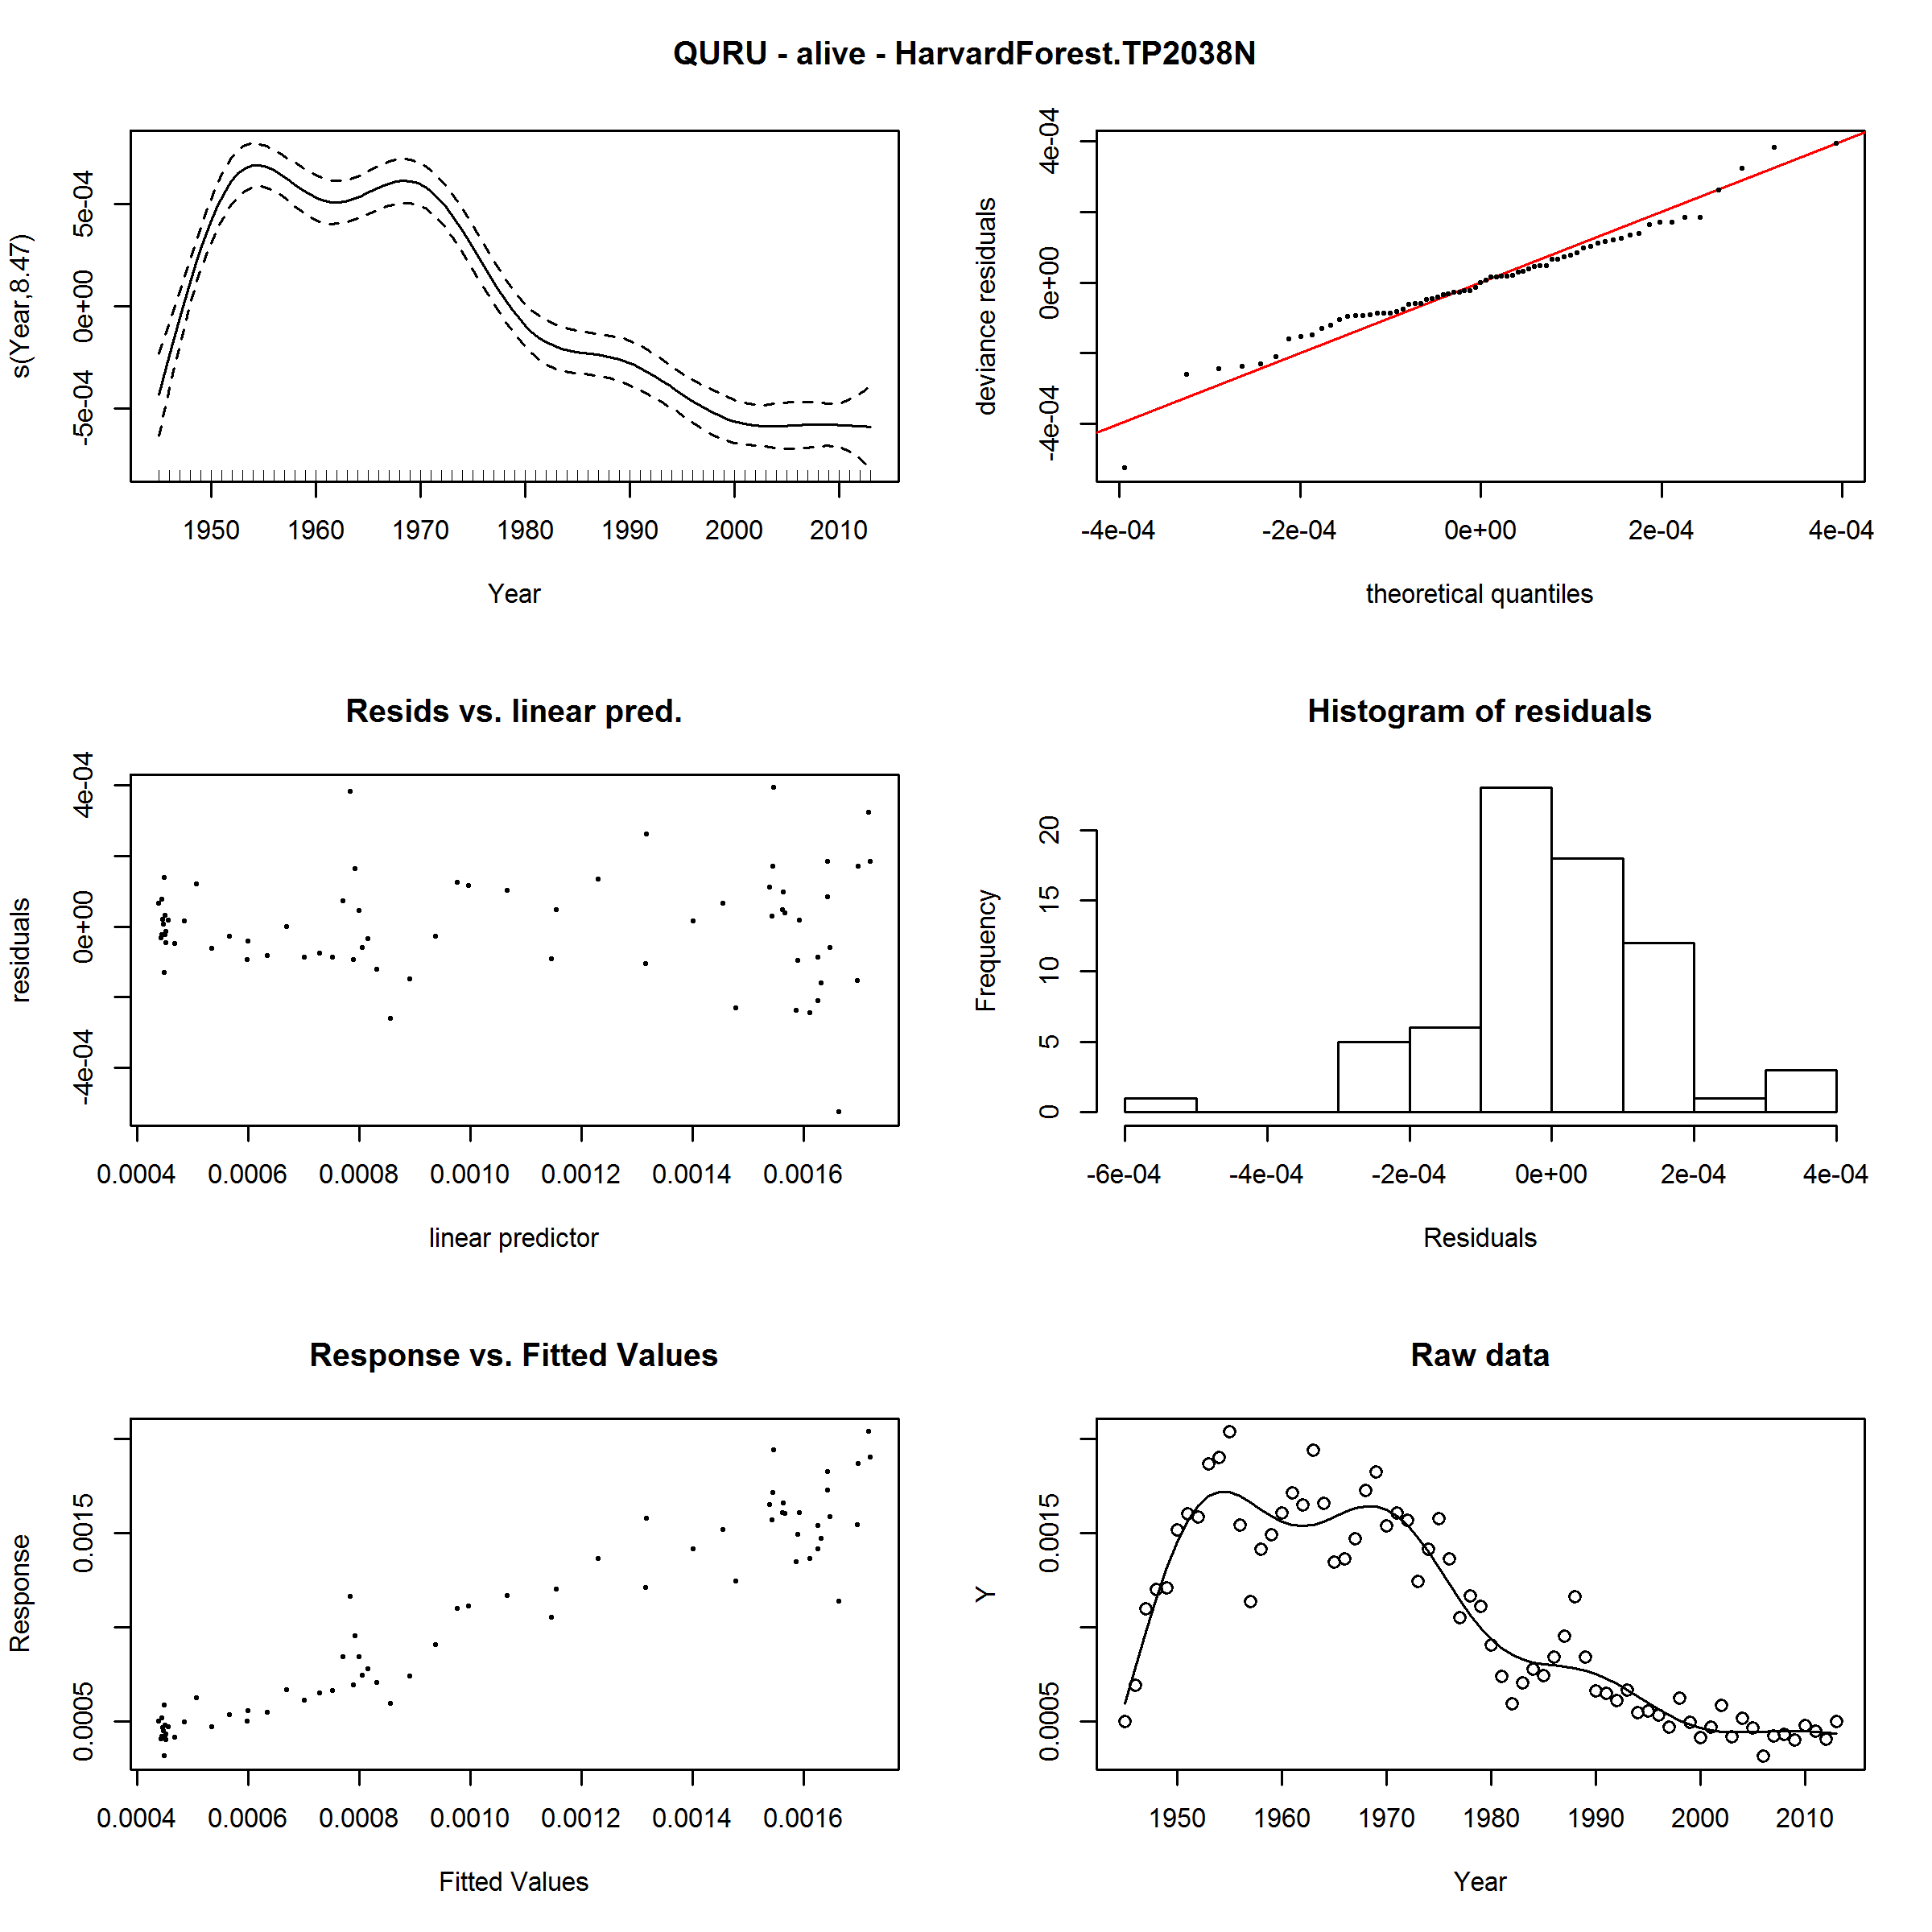 QURU - alive - HarvardForest.TP2038N
s(Year,8.47)
-5e-04 0e+00 5e-04
1950 1960 1970 1980 1990 2000 2010
Year
deviance residuals
-4e-04 0e+00 4e-04
-4e-04 -2e-04 0e+00 2e-04 4e-04
theoretical quantiles
Resids vs. linear pred.
residuals
-4e-04 0e+00 4e-04
0.0004 0.0006 0.0008 0.0010 0.0012 0.0014 0.0016
linear predictor
Histogram of residuals
Frequency
0 5 10 15 20
-6e-04 -4e-04 -2e-04 0e+00 2e-04 4e-04
Residuals
Response vs. Fitted Values
Response
0.0005 0.0015
0.0004 0.0006 0.0008 0.0010 0.0012 0.0014 0.0016
Fitted Values
Raw data
Y
0.0005 0.0015
1950 1960 1970 1980 1990 2000 2010
Year